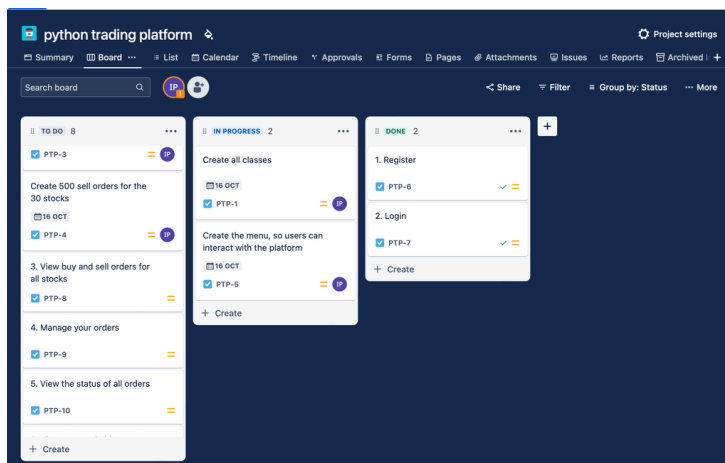 python trading platform
Project settings
Summary Board ··· List Calendar Timeline Approvals Forms Pages Attachments Issues Reports Archived +
Search board
IP
Share Filter Group by: Status ··· More
TO DO 8 ···
PTP-3 IP
Create 500 sell orders for the
30 stocks
16 OCT
PTP-4 IP
3. View buy and sell orders for
all stocks
PTP-8
4. Manage your orders
PTP-9
5. View the status of all orders
PTP-10
+ Create
IN PROGRESS 2 ···
Create all classes
16 OCT
PTP-1 IP
Create the menu, so users can
interact with the platform
16 OCT
PTP-5 IP
+ Create
DONE 2 ···
1. Register
PTP-6
2. Login
PTP-7
+ Create
+